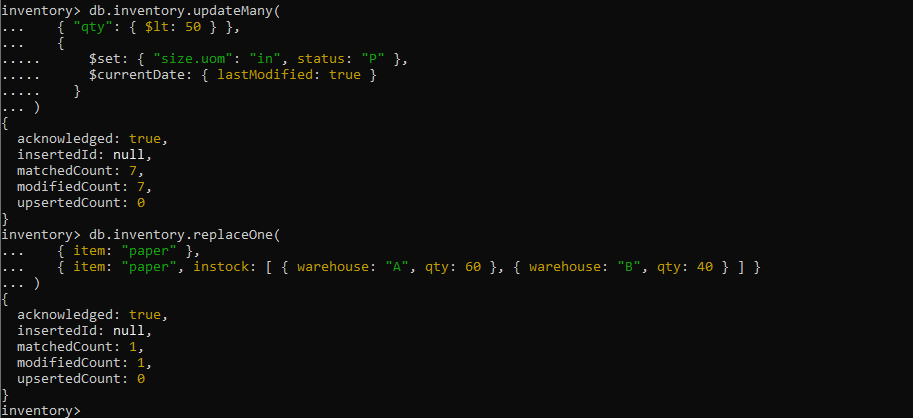 inventory> db.inventory.updateMany(
...    { "qty": { $lt: 50 } },
...    {
.....      $set: { "size.uom": "in", status: "P" },
.....      $currentDate: { lastModified: true }
.....    }
... )
{
  acknowledged: true,
  insertedId: null,
  matchedCount: 7,
  modifiedCount: 7,
  upsertedCount: 0
}
inventory> db.inventory.replaceOne(
...    { item: "paper" },
...    { item: "paper", instock: [ { warehouse: "A", qty: 60 }, { warehouse: "B", qty: 40 } ] }
... )
{
  acknowledged: true,
  insertedId: null,
  matchedCount: 1,
  modifiedCount: 1,
  upsertedCount: 0
}
inventory>